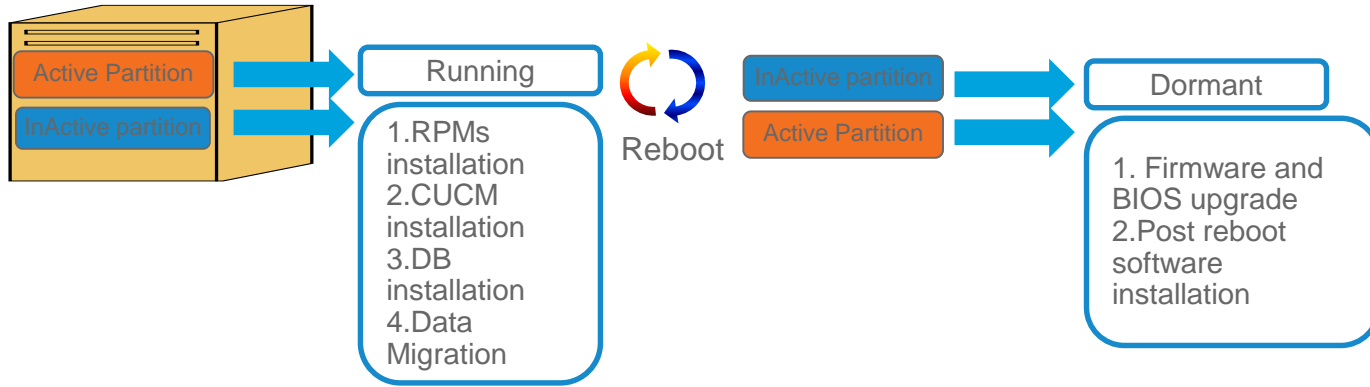 Active Partition
InActive partition
Running
1.RPMs
installation
2.CUCM
installation
3.DB
installation
4.Data
Migration
Reboot
InActive partition
Active Partition
Dormant
1. Firmware and
BIOS upgrade
2.Post reboot
software
installation